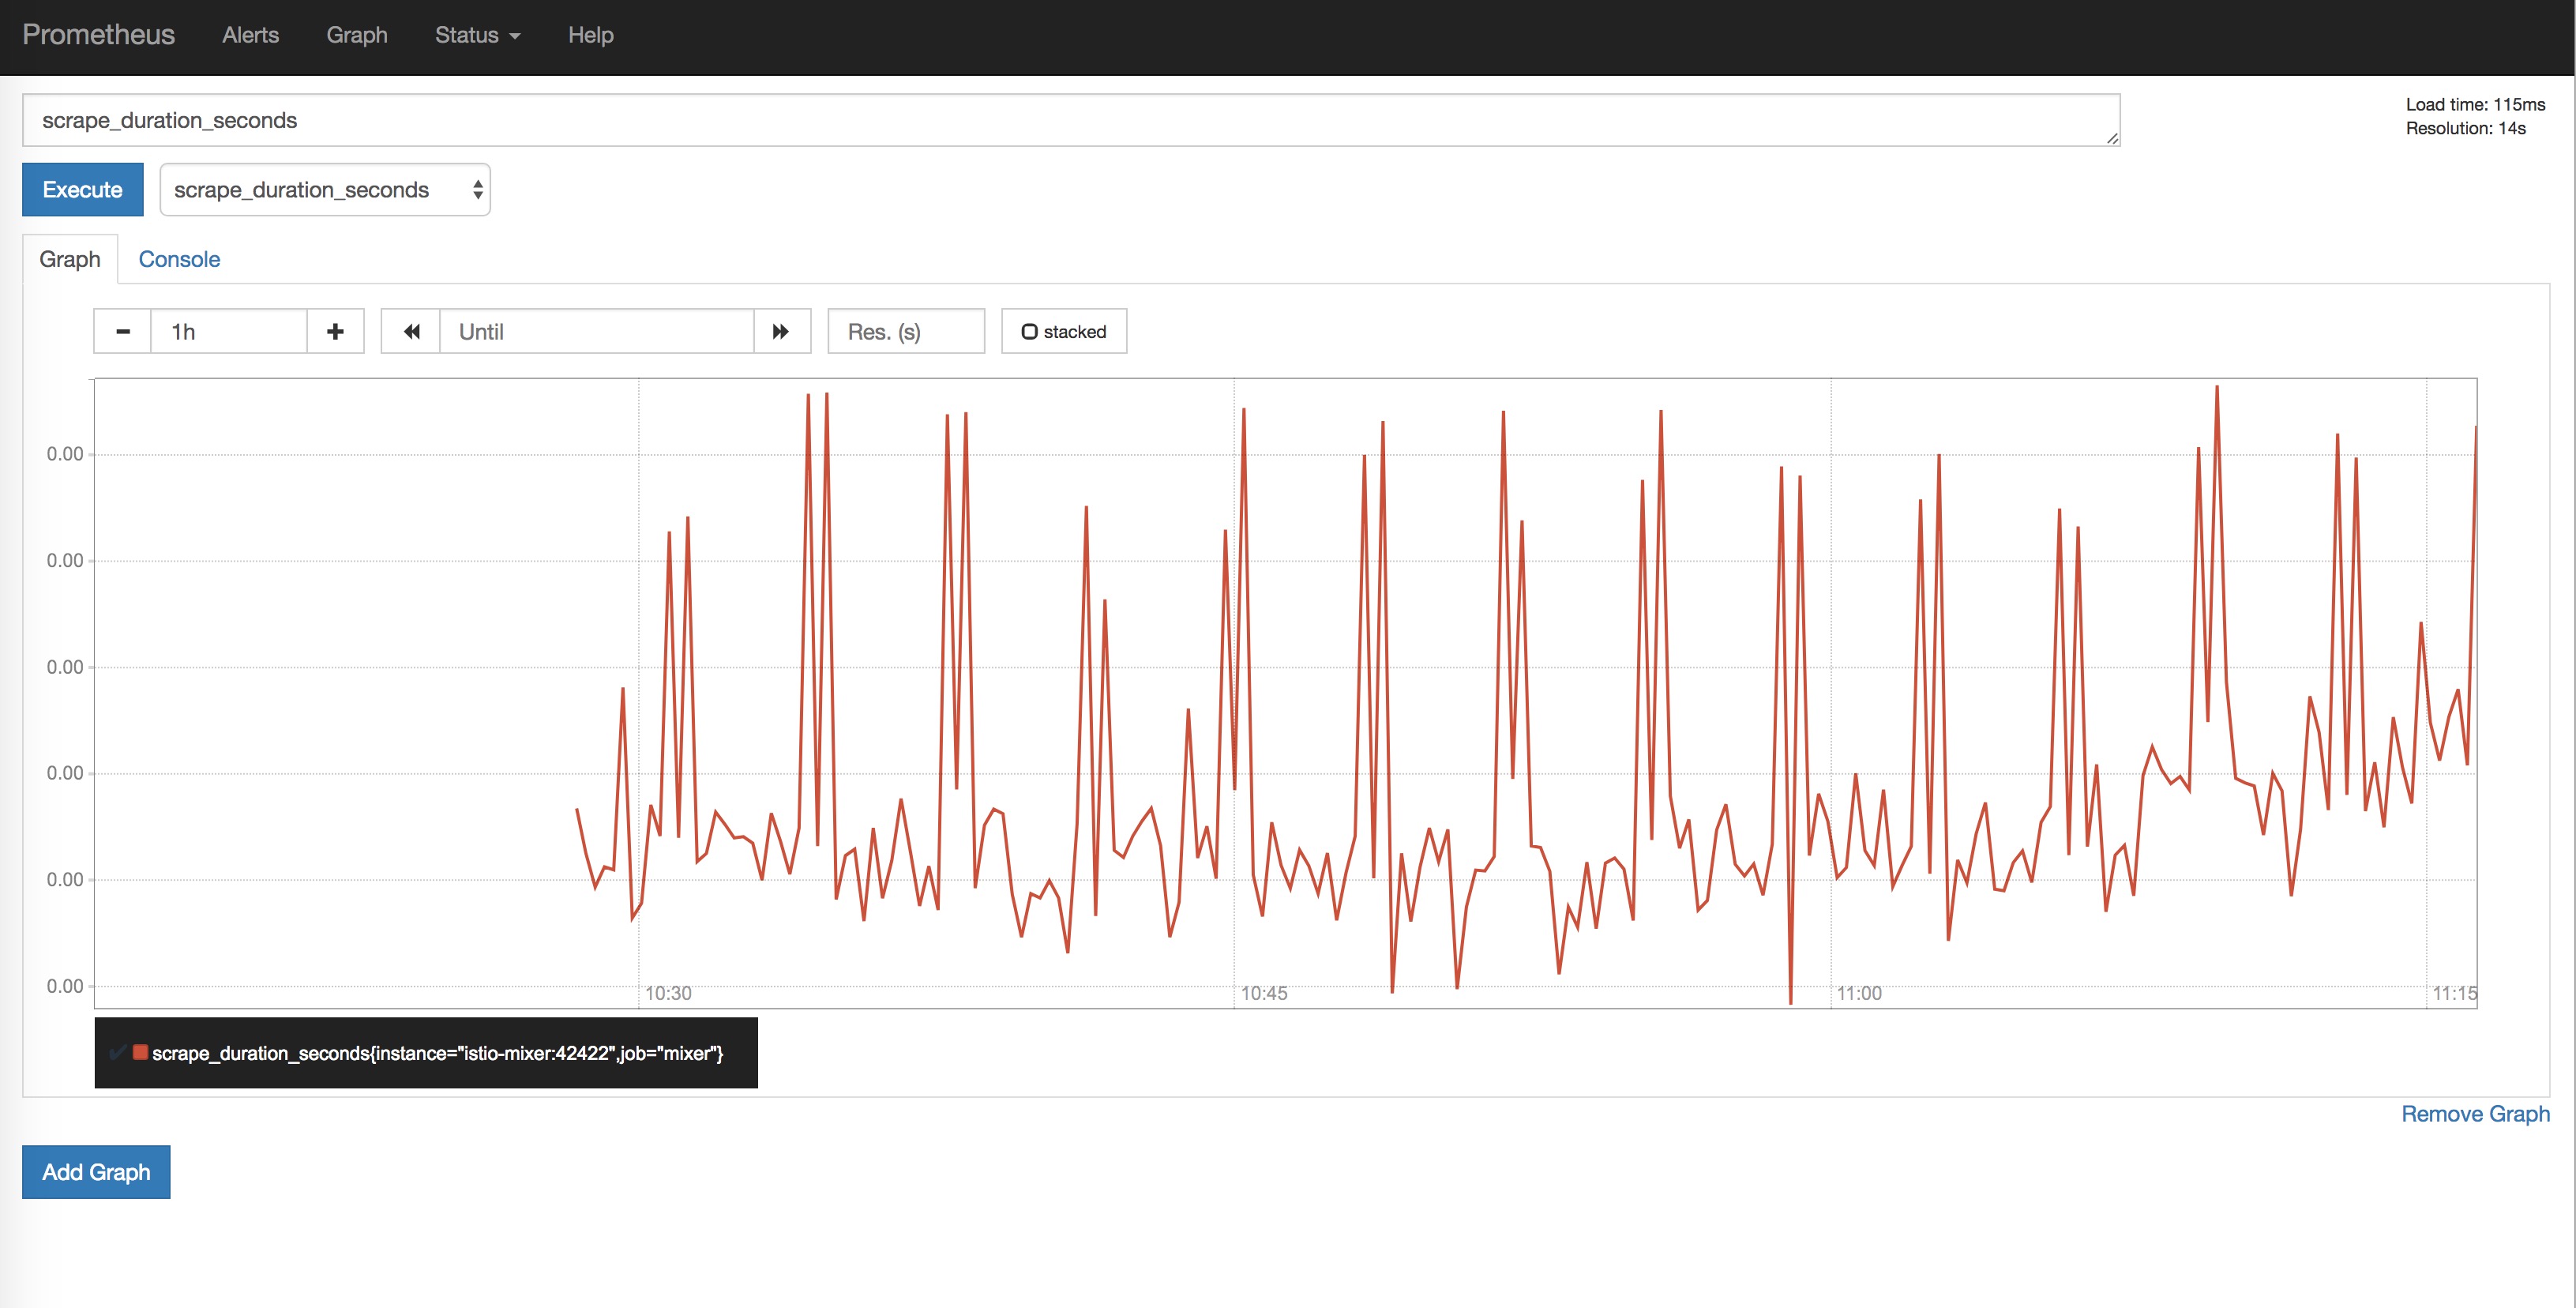 Prometheus Alerts Graph Status Help
scrape_duration_seconds
Load time: 115ms
Resolution: 14s
Execute scrape_duration_seconds
Graph Console
1h Until Res. (s) stacked
0.00
0.00
0.00
0.00
0.00
0.00
10:30 10:45 11:00 11:15
scrape_duration_seconds{instance="istio-mixer:42422",job="mixer"}
Remove Graph
Add Graph